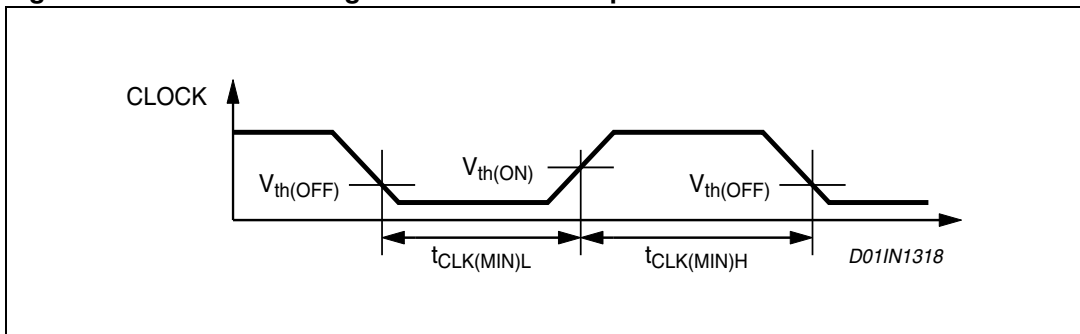 CLOCK
Vth(OFF)
Vth(ON)
Vth(OFF)
tCLK(MIN)L
tCLK(MIN)H
D01IN1318